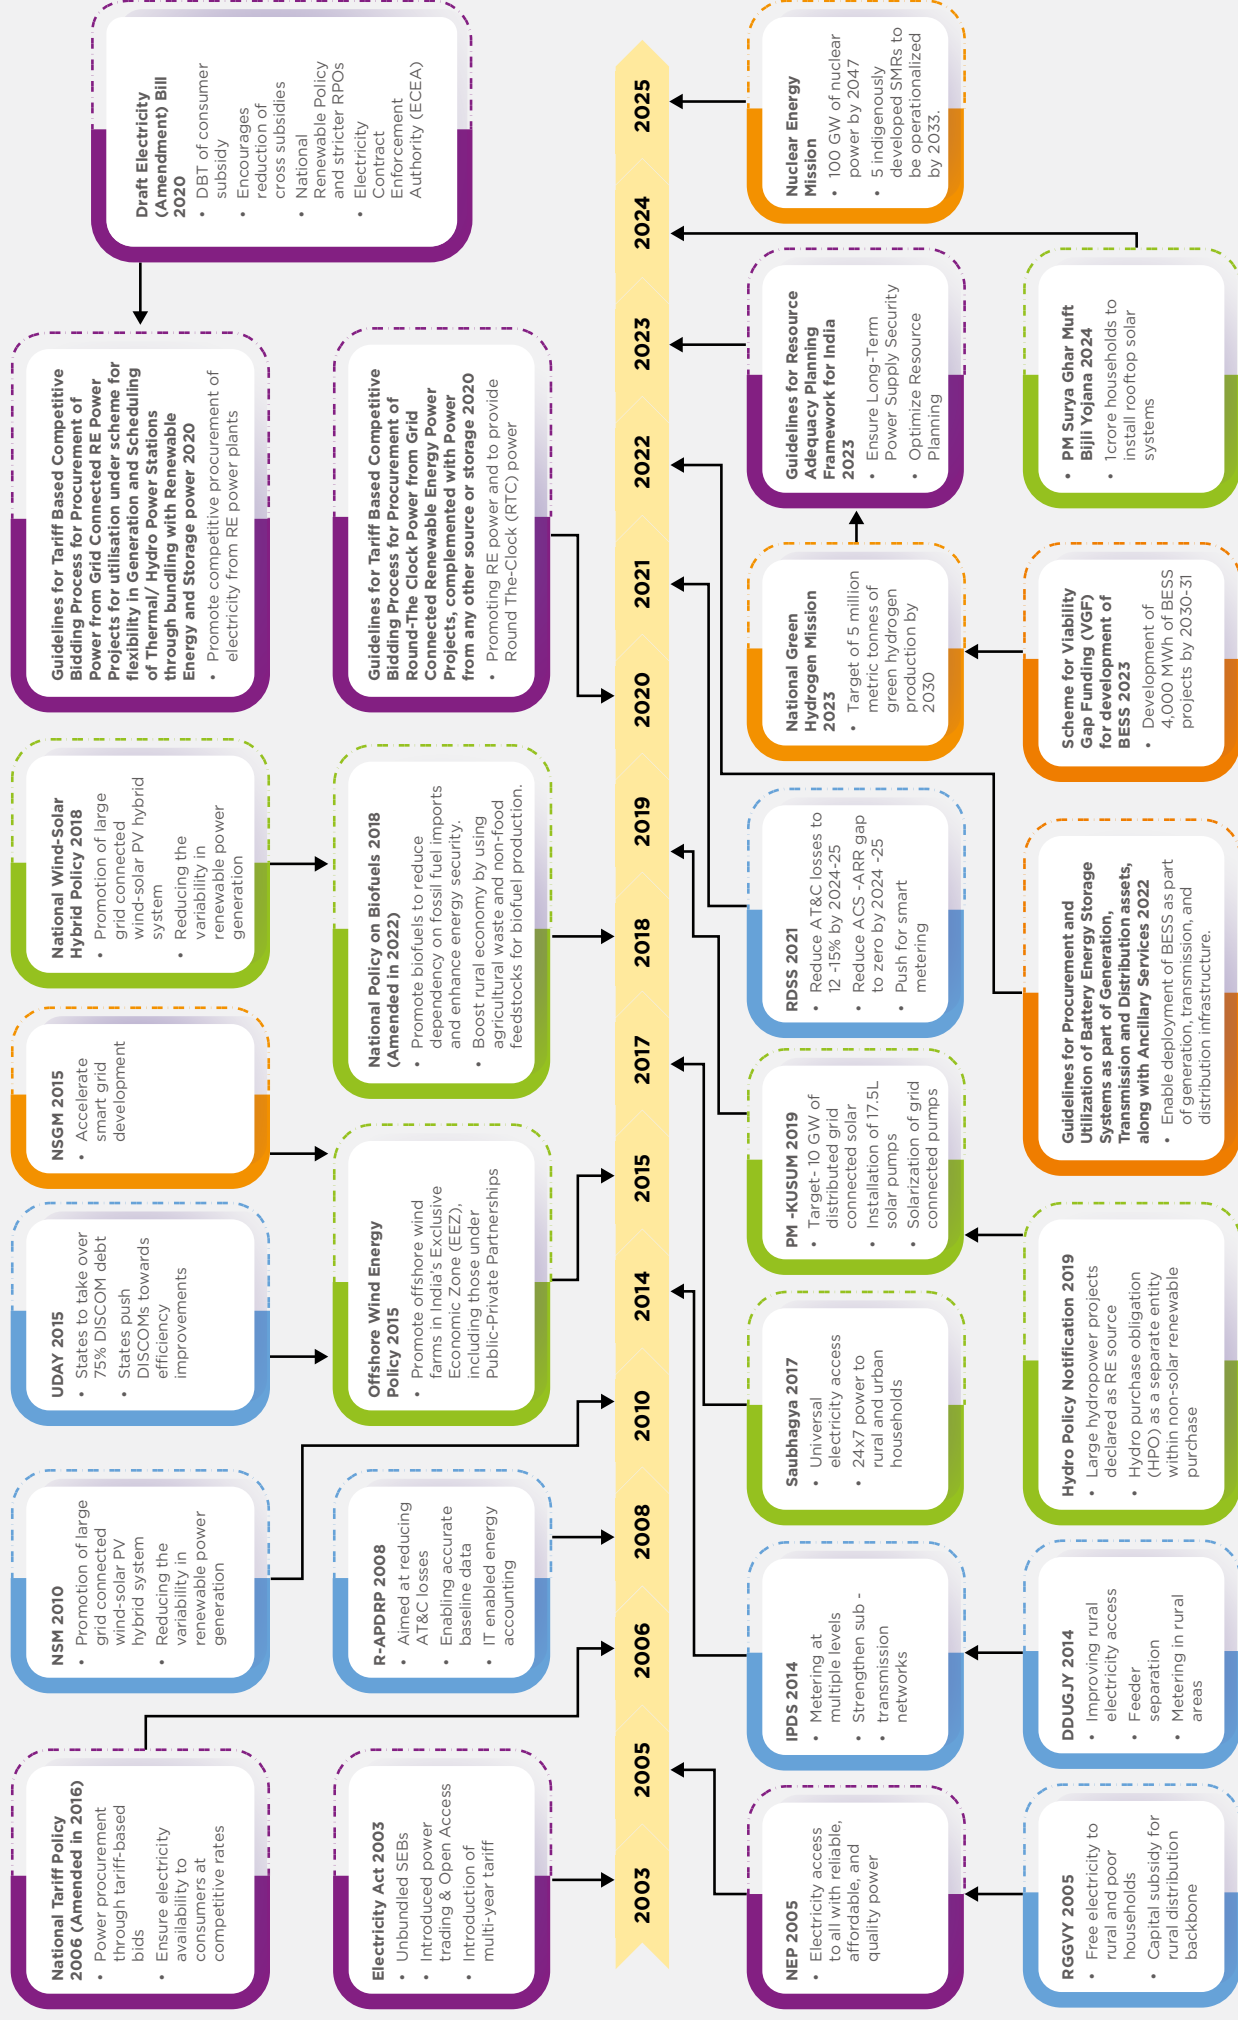 National Tariff Policy
2006 (Amended in 2016)
• Power procurement
through tariff-based
bids
• Ensure electricity
availability to
consumers at
competitive rates
NSM 2010
• Promotion of large
grid connected
wind-solar PV
hybrid system
• Reducing the
variability in
renewable power
generation
UDAY 2015
• States to take over
75% DISCOM debt
• States push
DISCOMs towards
efficiency
improvements
NSGM 2015
• Accelerate
smart grid
development
National Wind-Solar
Hybrid Policy 2018
• Promotion of large
grid connected
wind-solar PV hybrid
system
• Reducing the
variability in
renewable power
generation
Guidelines for Tariff Based Competitive
Bidding Process for Procurement of
Power from Grid Connected RE Power
Projects for utilisation under scheme for
flexibility in Generation and Scheduling
of Thermal/ Hydro Power Stations
through bundling with Renewable
Energy and Storage power 2020
• Promote competitive procurement of
electricity from RE power plants
Draft Electricity
(Amendment) Bill
2020
• DBT of consumer
subsidy
• Encourages
reduction of
cross subsidies
• National
Renewable Policy
and stricter RPOs
• Electricity
Contract
Enforcement
Authority (ECEA)
Electricity Act 2003
• Unbundled SEBs
• Introduced power
trading & Open Access
• Introduction of
multi-year tariff
R-APDRP 2008
• Aimed at reducing
AT&C losses
• Enabling accurate
baseline data
• IT enabled energy
accounting
Offshore Wind Energy
Policy 2015
• Promote offshore wind
farms in India's Exclusive
Economic Zone (EEZ),
including those under
Public-Private Partnerships
National Policy on Biofuels 2018
(Amended in 2022)
• Promote biofuels to reduce
dependency on fossil fuel imports
and enhance energy security.
• Boost rural economy by using
agricultural waste and non-food
feedstocks for biofuel production.
Guidelines for Tariff Based Competitive
Bidding Process for Procurement of
Round-The Clock Power from Grid
Connected Renewable Energy Power
Projects, complemented with Power
from any other source or storage 2020
• Promoting RE power and to provide
Round The-Clock (RTC) power
2003
2005
2006
2008
2010
2014
2015
2017
2018
2019
2020
2021
2022
2023
2024
2025
NEP 2005
• Electricity access
to all with reliable,
affordable, and
quality power
IPDS 2014
• Metering at
multiple levels
• Strengthen sub -
• transmission
networks
Saubhagya 2017
• Universal
electricity access
• 24x7 power to
rural and urban
households
PM -KUSUM 2019
• Target- 10 GW of
distributed grid
connected solar
• Installation of 17.5L
solar pumps
• Solarization of grid
connected pumps
RDSS 2021
• Reduce AT&C losses to
12 -15% by 2024-25
• Reduce ACS -ARR gap
to zero by 2024 -25
• Push for smart
metering
National Green
Hydrogen Mission
2023
• Target of 5 million
metric tonnes of
green hydrogen
production by
2030
Guidelines for Resource
Adequacy Planning
Framework for India
2023
• Ensure Long-Term
Power Supply Security
• Optimize Resource
Planning
Nuclear Energy
Mission
• 100 GW of nuclear
power by 2047
• 5 indigenously
developed SMRs to
be operationalized
by 2033.
RGGVY 2005
• Free electricity to
rural and poor
households
• Capital subsidy for
rural distribution
backbone
DDUGJY 2014
• Improving rural
electricity access
• Feeder
separation
• Metering in rural
areas
Hydro Policy Notification 2019
• Large hydropower projects
declared as RE source
• Hydro purchase obligation
(HPO) as a separate entity
within non-solar renewable
purchase
Guidelines for Procurement and
Utilization of Battery Energy Storage
Systems as part of Generation,
Transmission and Distribution assets,
along with Ancillary Services 2022
• Enable deployment of BESS as part
of generation, transmission, and
distribution infrastructure.
Scheme for Viability
Gap Funding (VGF)
for development of
BESS 2023
• Development of
4,000 MWh of BESS
projects by 2030-31
• PM Surya Ghar Muft
Bijli Yojana 2024
• 1crore households to
install rooftop solar
systems